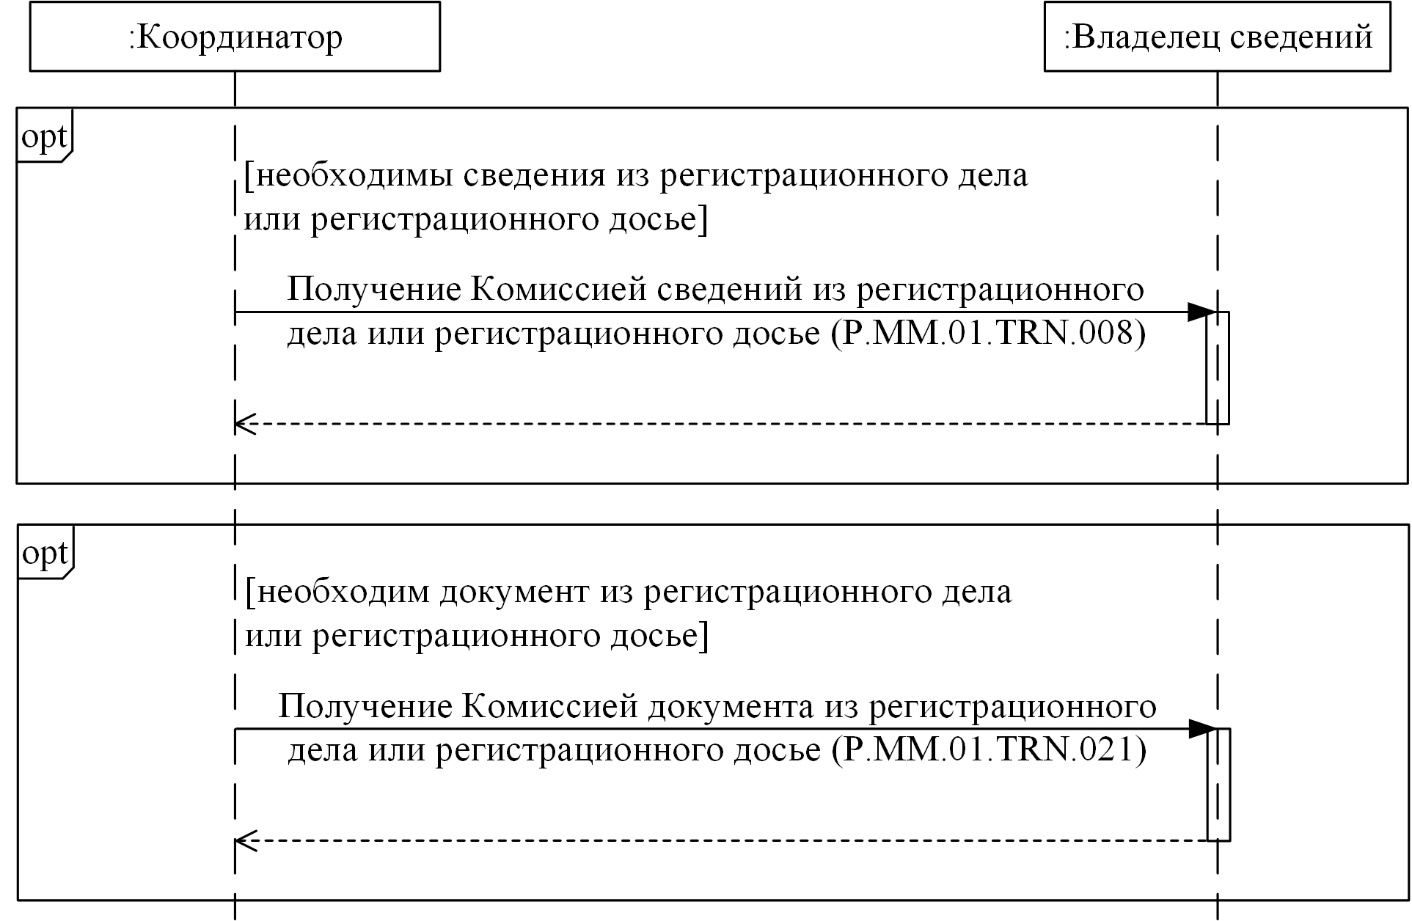 :Координатор
:Владелец сведений
opt
[необходимы сведения из регистрационного дела
или регистрационного досье]
Получение Комиссией сведений из регистрационного
дела или регистрационного досье (P.MM.01.TRN.008)
opt
[необходим документ из регистрационного дела
или регистрационного досье]
Получение Комиссией документа из регистрационного
дела или регистрационного досье (P.MM.01.TRN.021)